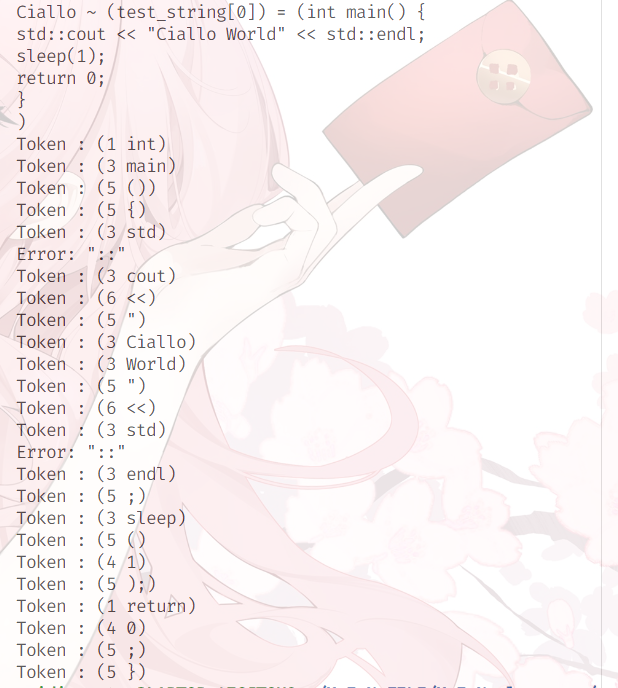 Ciallo ~ (test_string[0]) = (int main() {
std::cout << "Ciallo World" << std::endl;
sleep(1);
return 0;
}
)
Token : (1 int)
Token : (3 main)
Token : (5 ())
Token : (5 {)
Token : (3 std)
Error: "::"
Token : (3 cout)
Token : (6 <<)
Token : (5 ")
Token : (3 Ciallo)
Token : (3 World)
Token : (5 ")
Token : (6 <<)
Token : (3 std)
Error: "::"
Token : (3 endl)
Token : (5 ;)
Token : (3 sleep)
Token : (5 ()
Token : (4 1)
Token : (5 );)
Token : (1 return)
Token : (4 0)
Token : (5 ;)
Token : (5 })